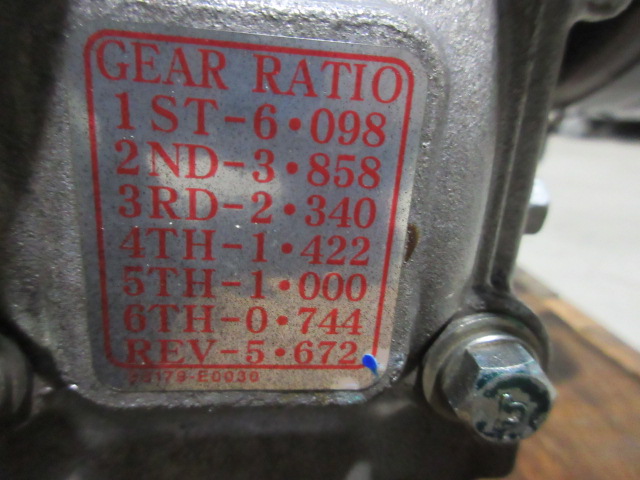 GEAR RATIO
1ST-6·098
2ND-3·858
3RD-2·340
4TH-1·422
5TH-1·000
6TH-0·744
REV-5·672